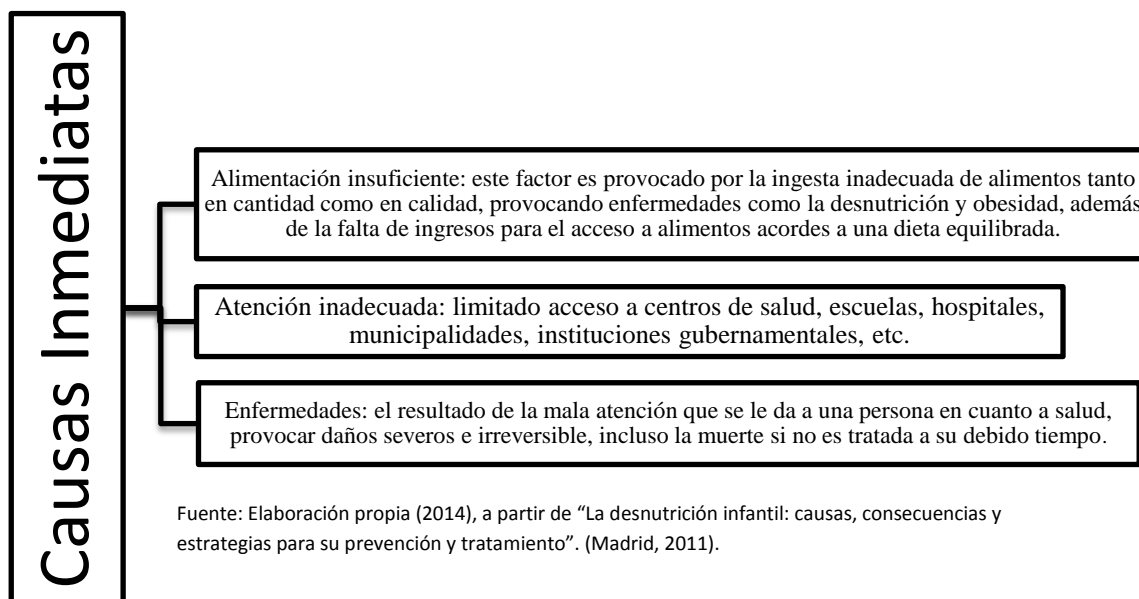 Causas Inmediatas
Alimentación insuficiente: este factor es provocado por la ingesta inadecuada de alimentos tanto
en cantidad como en calidad, provocando enfermedades como la desnutrición y obesidad, además
de la falta de ingresos para el acceso a alimentos acordes a una dieta equilibrada.
Atención inadecuada: limitado acceso a centros de salud, escuelas, hospitales,
municipalidades, instituciones gubernamentales, etc.
Enfermedades: el resultado de la mala atención que se le da a una persona en cuanto a salud,
provocar daños severos e irreversible, incluso la muerte si no es tratada a su debido tiempo.
Fuente: Elaboración propia (2014), a partir de “La desnutrición infantil: causas, consecuencias y
estrategias para su prevención y tratamiento”. (Madrid, 2011).